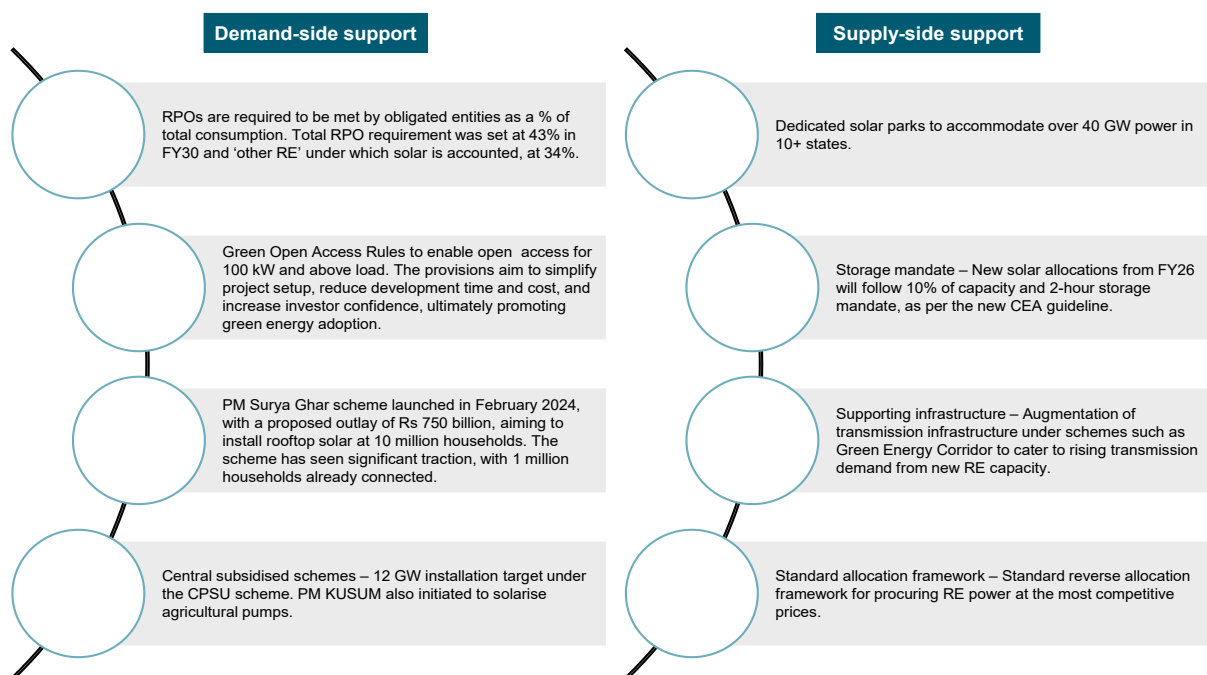 Demand-side support
RPOs are required to be met by obligated entities as a % of
total consumption. Total RPO requirement was set at 43% in
FY30 and ‘other RE’ under which solar is accounted, at 34%.
Green Open Access Rules to enable open  access for
100 kW and above load. The provisions aim to simplify
project setup, reduce development time and cost, and
increase investor confidence, ultimately promoting
green energy adoption.
PM Surya Ghar scheme launched in February 2024,
with a proposed outlay of Rs 750 billion, aiming to
install rooftop solar at 10 million households. The
scheme has seen significant traction, with 1 million
households already connected.
Central subsidised schemes – 12 GW installation target under
the CPSU scheme. PM KUSUM also initiated to solarise
agricultural pumps.
Supply-side support
Dedicated solar parks to accommodate over 40 GW power in
10+ states.
Storage mandate – New solar allocations from FY26
will follow 10% of capacity and 2-hour storage
mandate, as per the new CEA guideline.
Supporting infrastructure – Augmentation of
transmission infrastructure under schemes such as
Green Energy Corridor to cater to rising transmission
demand from new RE capacity.
Standard allocation framework – Standard reverse allocation
framework for procuring RE power at the most competitive
prices.